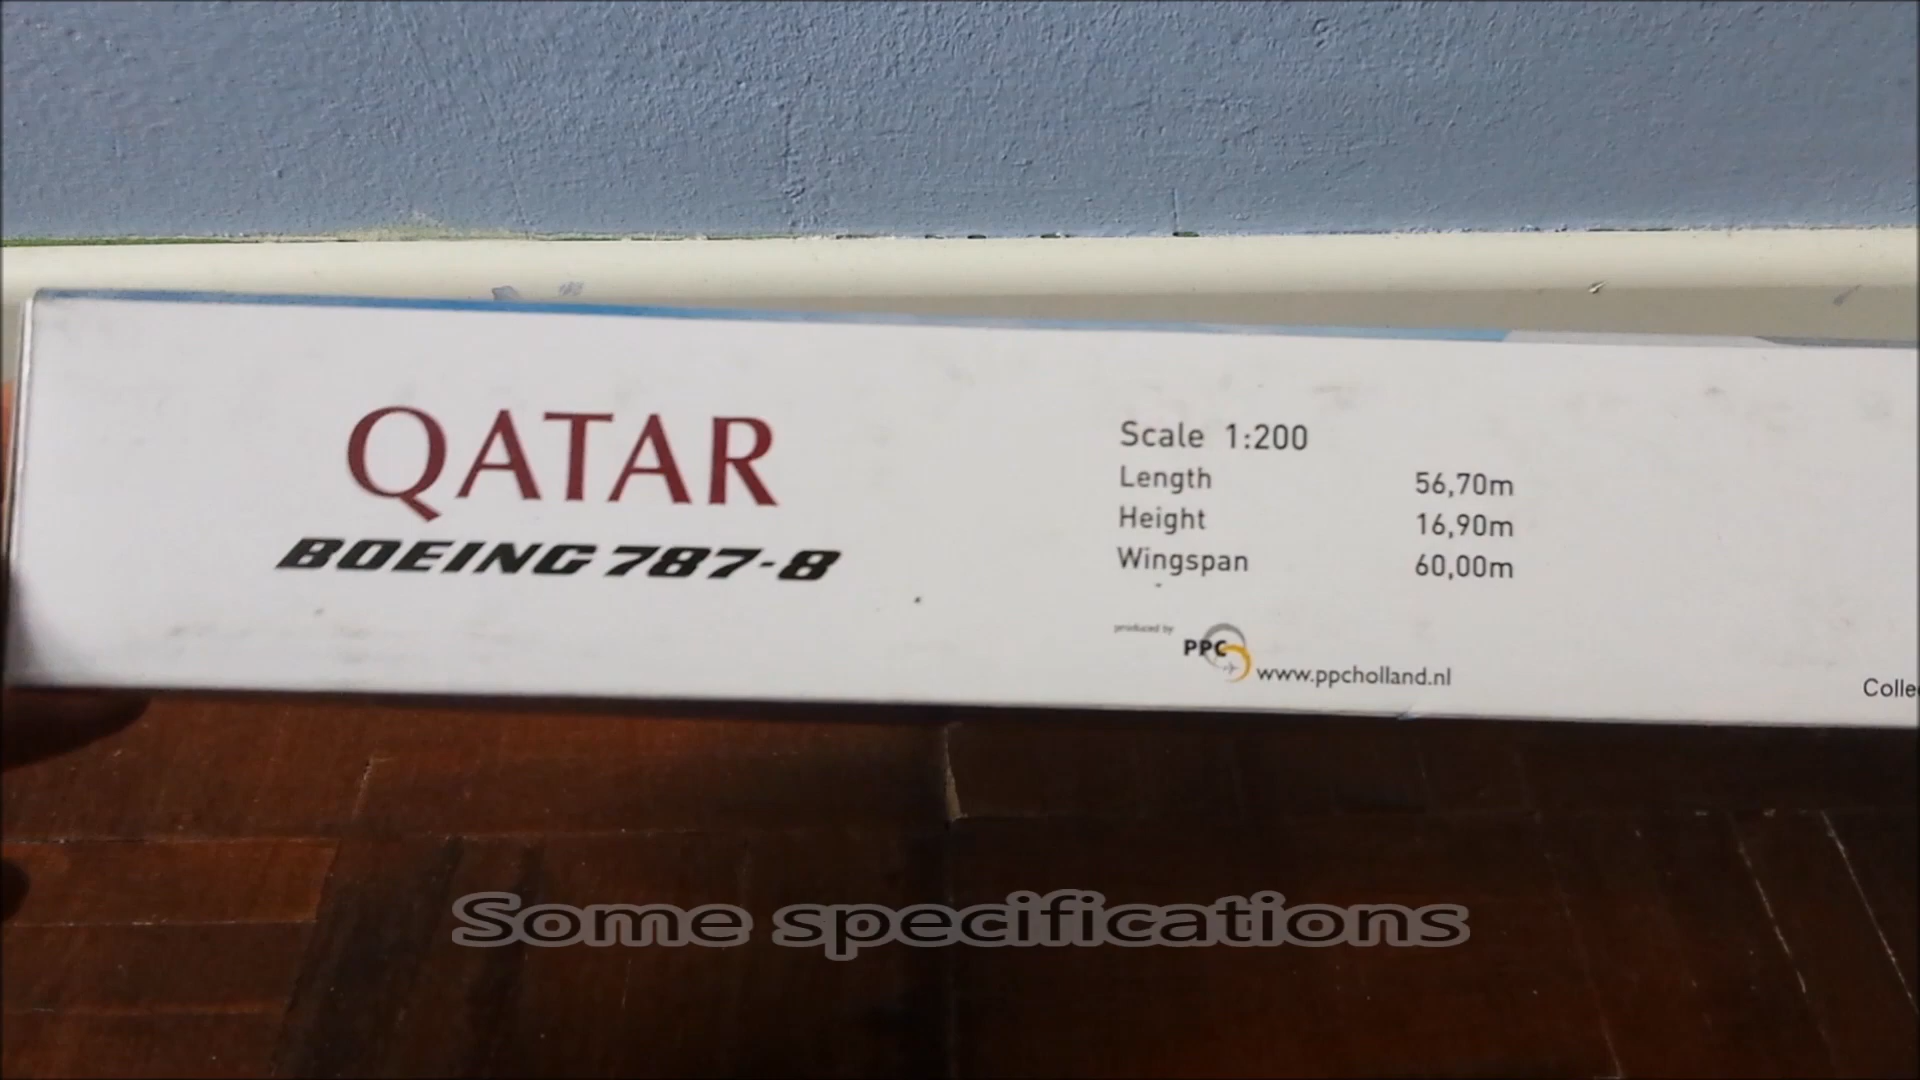 QATAR
BOEING 787-8
Scale 1:200
Length 56,70m
Height 16,90m
Wingspan 60,00m
produced by
PPC
www.ppcholland.nl
Colle
Some specifications